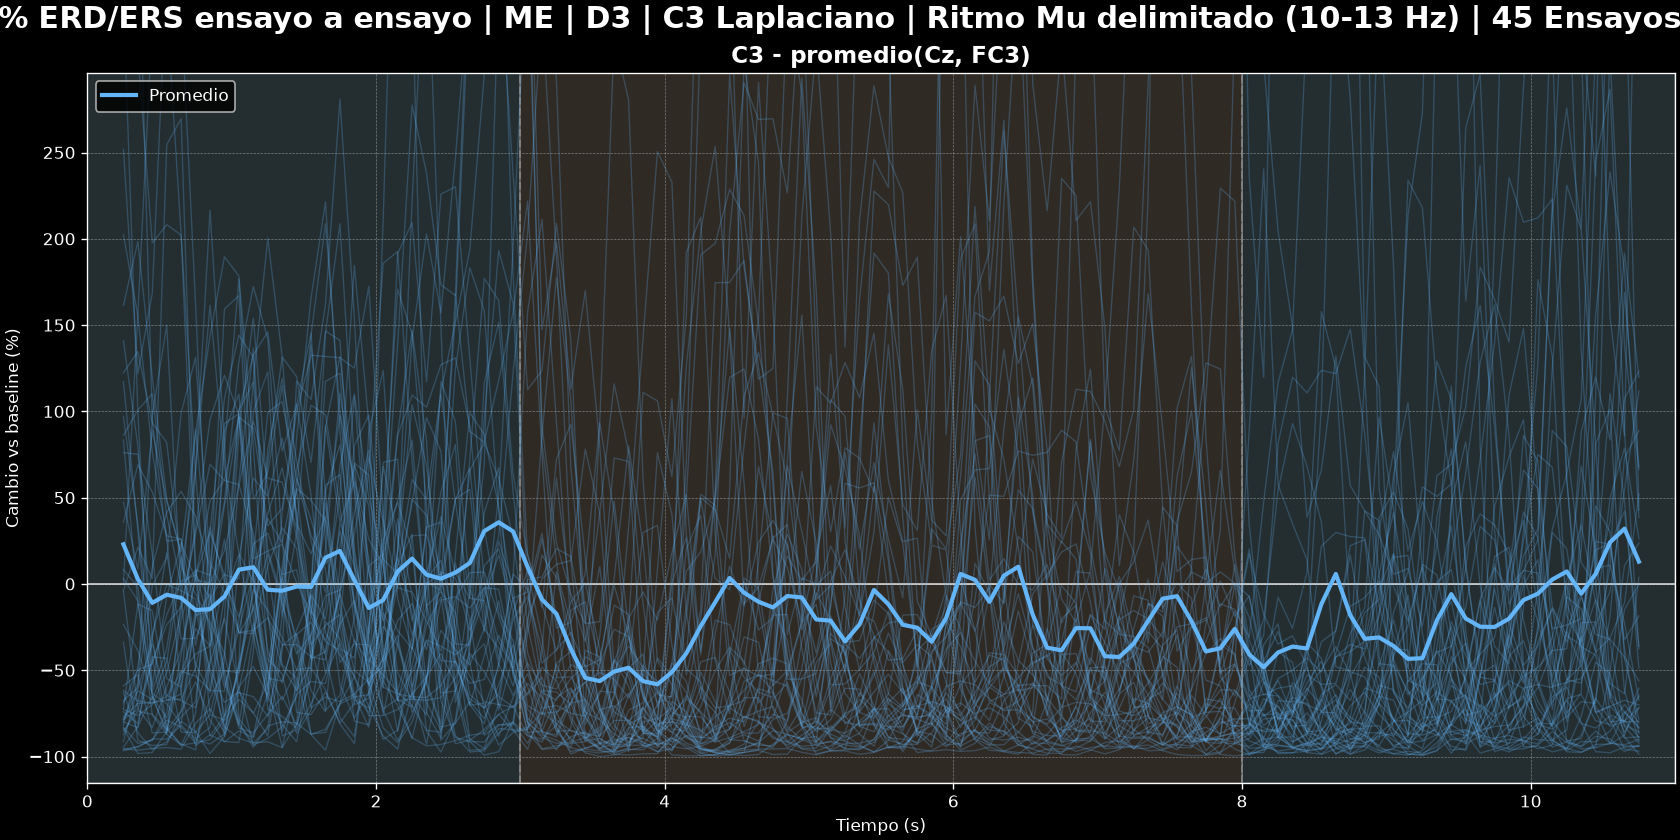 % ERD/ERS ensayo a ensayo | ME | D3 | C3 Laplaciano | Ritmo Mu delimitado (10-13 Hz) | 45 Ensayos
C3 - promedio(Cz, FC3)
Promedio
250
200
150
100
50
0
−50
−100
Cambio vs baseline (%)
0
2
4
6
8
10
Tiempo (s)